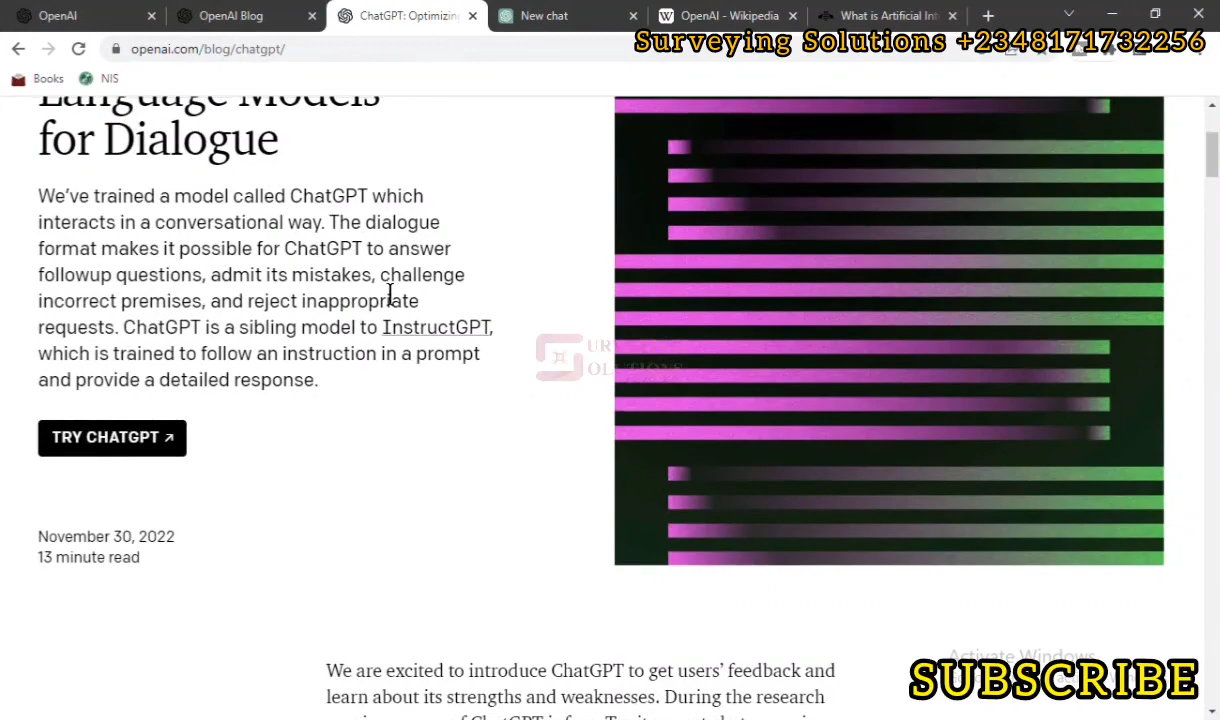 OpenAI
OpenAI Blog
ChatGPT: Optimizing
New chat
OpenAI - Wikipedia
What is Artificial Int
openai.com/blog/chatgpt/
Surveying Solutions +2348171732256
Books
NIS
Language Models
for Dialogue
We've trained a model called ChatGPT which
interacts in a conversational way. The dialogue
format makes it possible for ChatGPT to answer
followup questions, admit its mistakes, challenge
incorrect premises, and reject inappropriate
requests. ChatGPT is a sibling model to InstructGPT,
which is trained to follow an instruction in a prompt
and provide a detailed response.
TRY CHATGPT ↗
November 30, 2022
13 minute read
We are excited to introduce ChatGPT to get users' feedback and
learn about its strengths and weaknesses. During the research
Activate Windows
SUBSCRIBE